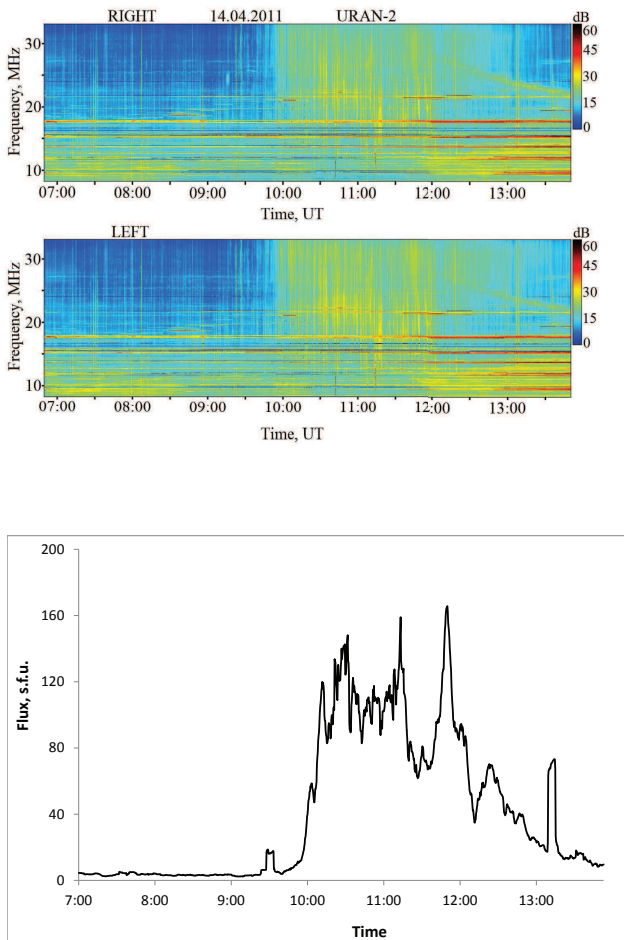 RIGHT 14.04.2011 URAN-2 dB
Frequency, MHz
30
20
10
60
45
30
15
0
07:00 08:00 09:00 10:00 11:00 12:00 13:00
Time, UT
LEFT dB
Frequency, MHz
30
20
10
60
45
30
15
0
07:00 08:00 09:00 10:00 11:00 12:00 13:00
Time, UT
Flux, s.f.u.
200
160
120
80
40
0
7:00 8:00 9:00 10:00 11:00 12:00 13:00
Time